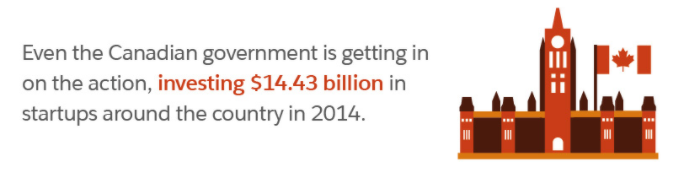 Even the Canadian government is getting in
on the action, investing $14.43 billion in
startups around the country in 2014.